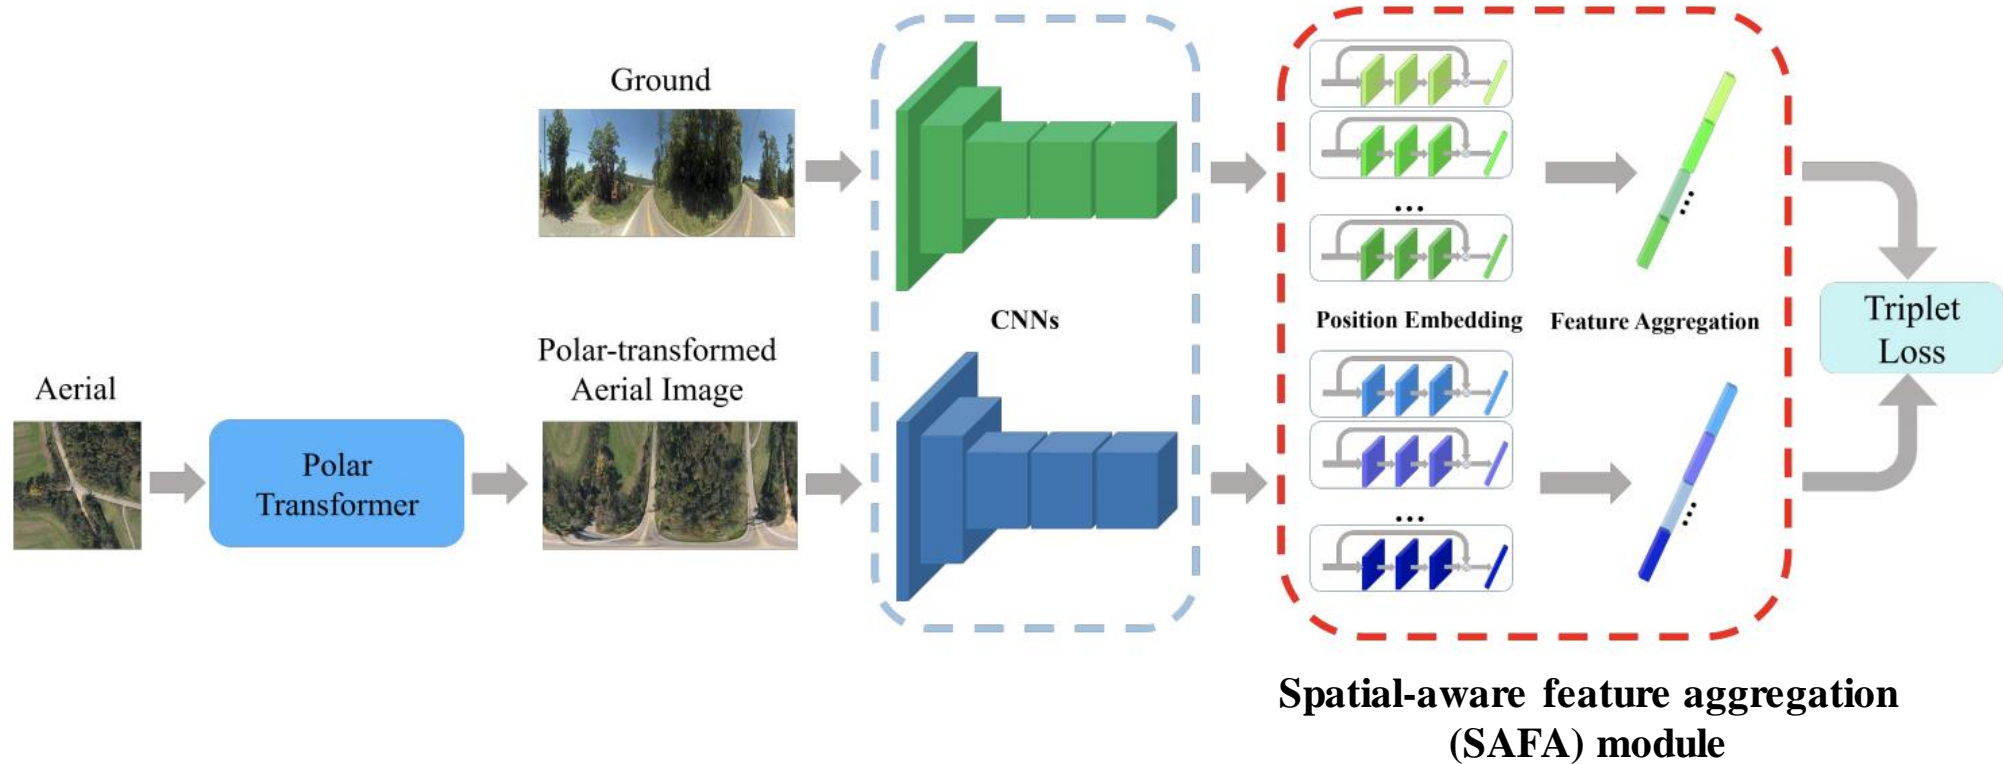 Ground
CNNs
Position Embedding
Feature Aggregation
Triplet
Loss
Polar-transformed
Aerial Image
Aerial
Polar
Transformer
...
...
Spatial-aware feature aggregation
(SAFA) module